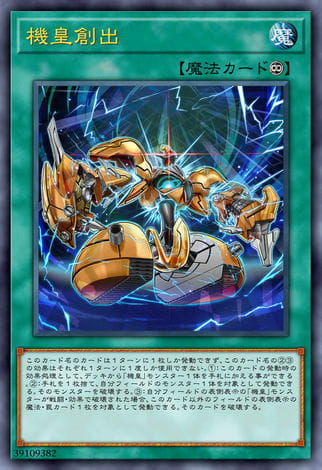 機皇創出
魔
【魔法カード】
このカード名のカードは1ターンに1枚しか発動できず、このカード名の②③
の効果はそれぞれ1ターンに1度しか使用できない。①:このカードの発動時の
効果処理として、デッキから「機皇」モンスター1体を手札に加える事ができる。
②:手札を1枚捨て、自分フィールドのモンスター1体を対象として発動でき
る。そのモンスターを破壊する。③:自分フィールドの表側表示の「機皇」モン
スターが戦闘・効果で破壊された場合、このカード以外のフィールドの表側表示の
魔法・罠カード1枚を対象として発動できる。そのカードを破壊する。
39109382